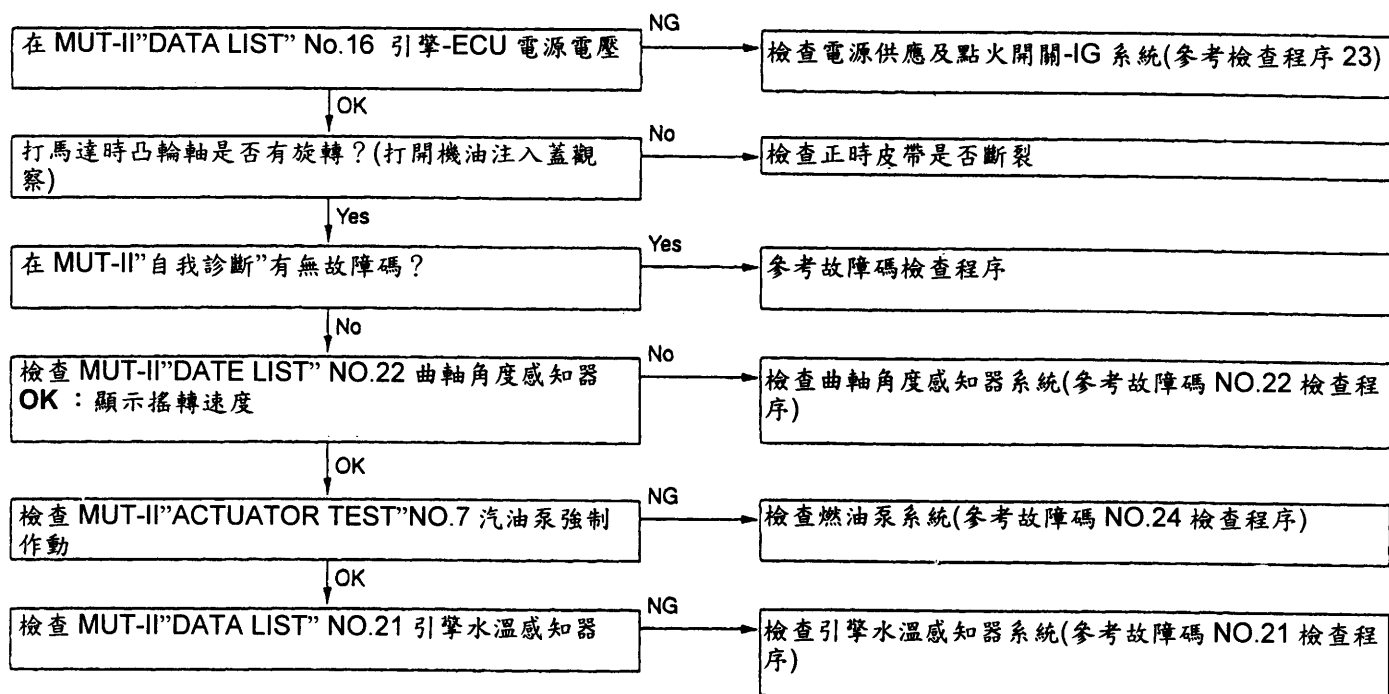 在 MUT-II"DATA LIST" No.16 引擎-ECU 電源電壓
NG
檢查電源供應及點火開關-IG 系統(參考檢查程序 23)
OK
打馬達時凸輪軸是否有旋轉？(打開機油注入蓋觀
察)
No
檢查正時皮帶是否斷裂
Yes
在 MUT-II"自我診斷"有無故障碼？
Yes
參考故障碼檢查程序
No
檢查 MUT-II"DATE LIST" NO.22 曲軸角度感知器
OK ：顯示搖轉速度
No
檢查曲軸角度感知器系統(參考故障碼 NO.22 檢查程
序)
OK
檢查 MUT-II"ACTUATOR TEST"NO.7 汽油泵強制
作動
NG
檢查燃油泵系統(參考故障碼 NO.24 檢查程序)
OK
檢查 MUT-II"DATA LIST" NO.21 引擎水溫感知器
NG
檢查引擎水溫感知器系統(參考故障碼 NO.21 檢查程
序)